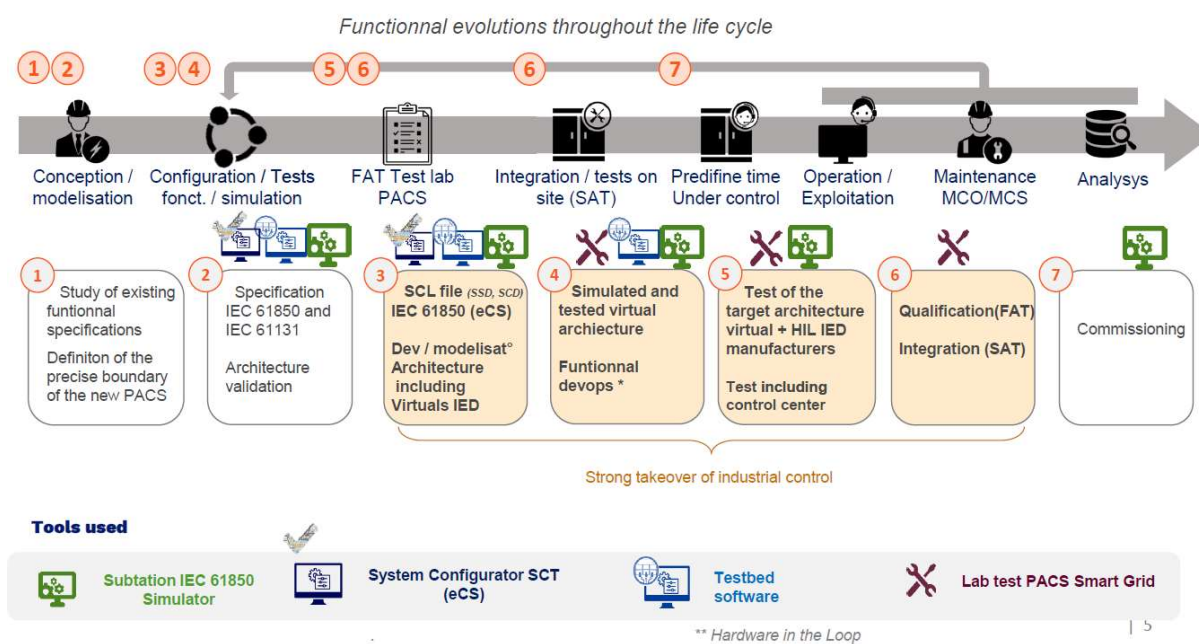 Functionnal evolutions throughout the life cycle
1 2 3 4 5 6 6 7
Conception /
modelisation
Configuration / Tests
fonct. / simulation
FAT Test lab
PACS
Integration / tests on
site (SAT)
Predifine time
Under control
Operation /
Exploitation
Maintenance
MCO/MCS
Analysys
1
Study of existing
funtionnal
specifications
Definiton of the
precise boundary
of the new PACS
2
Specification
IEC 61850 and
IEC 61131
Architecture
validation
3
SCL file (SSD, SCD)
IEC 61850 (eCS)
Dev / modelisat°
Architecture
including
Virtuals IED
4
Simulated and
tested virtual
archiecture
Funtionnal
devops *
5
Test of the
target architecture
virtual + HIL IED
manufacturers
Test including
control center
6
Qualification(FAT)
Integration (SAT)
7
Commissioning
Strong takeover of industrial control
Tools used
Subtation IEC 61850
Simulator
System Configurator SCT
(eCS)
Testbed
software
Lab test PACS Smart Grid
** Hardware in the Loop
| 5